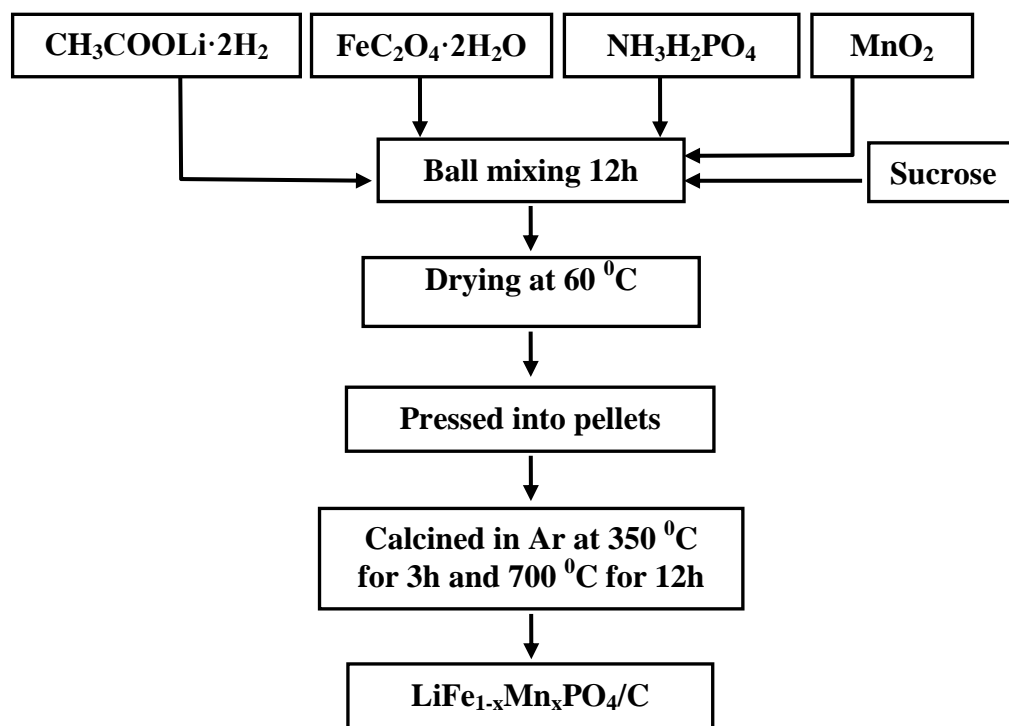 CH₃COOLi·2H₂
FeC₂O₄·2H₂O
NH₃H₂PO₄
MnO₂
Ball mixing 12h
Sucrose
Drying at 60 ⁰C
Pressed into pellets
Calcined in Ar at 350 ⁰C
for 3h and 700 ⁰C for 12h
LiFe₁₋ₓMnₓPO₄/C